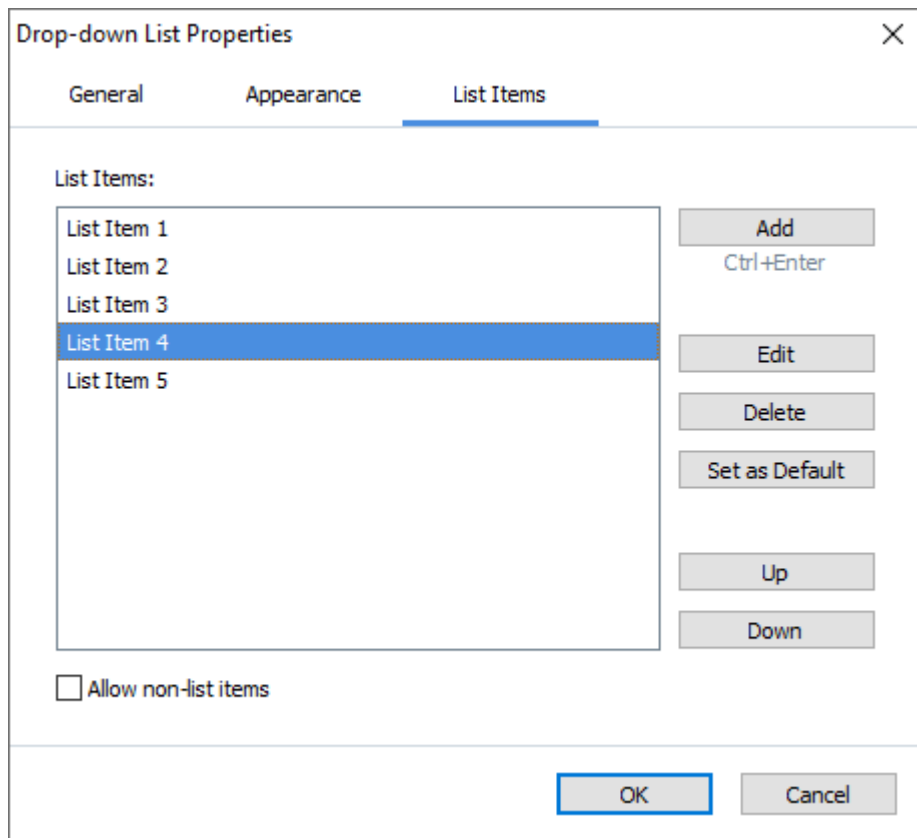 Drop-down List Properties
General Appearance List Items
List Items:
List Item 1
List Item 2
List Item 3
List Item 4
List Item 5
Add
Ctrl+Enter
Edit
Delete
Set as Default
Up
Down
Allow non-list items
OK Cancel